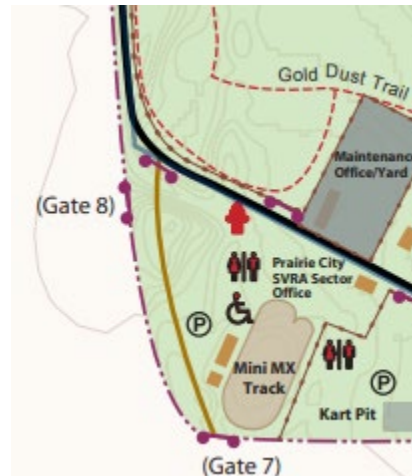 Gold Dust Trail
Maintenance
Office/Yard
(Gate 8)
Prairie City
SVRA Sector
Office
P
Mini MX
Track
P
Kart Pit
(Gate 7)